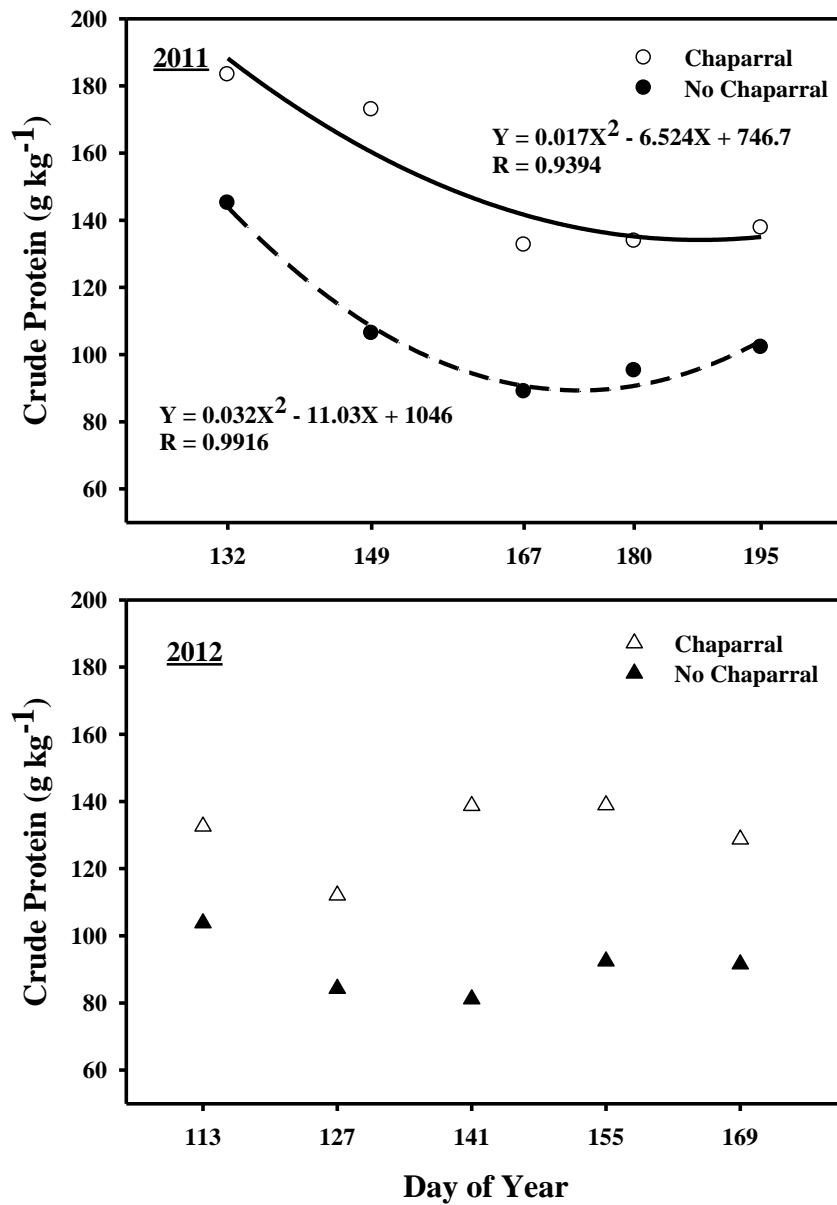 200
2011
Chaparral
No Chaparral
180
160
Y = 0.017X² - 6.524X + 746.7
R = 0.9394
140
120
100
Y = 0.032X² - 11.03X + 1046
R = 0.9916
80
60
Crude Protein (g kg⁻¹)
132 149 167 180 195
200
2012
Chaparral
No Chaparral
180
160
140
120
100
80
60
Crude Protein (g kg⁻¹)
113 127 141 155 169
Day of Year